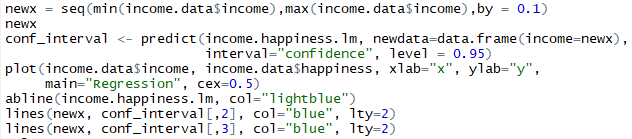 newx = seq(min(income.data$income),max(income.data$income),by = 0.1)
newx
conf_interval <- predict(income.happiness.lm, newdata=data.frame(income=newx),
interval="confidence", level = 0.95)
plot(income.data$income, income.data$happiness, xlab="x", ylab="y",
main="Regression", cex=0.5)
abline(income.happiness.lm, col="lightblue")
lines(newx, conf_interval[,2], col="blue", lty=2)
lines(newx, conf_interval[,3], col="blue", lty=2)